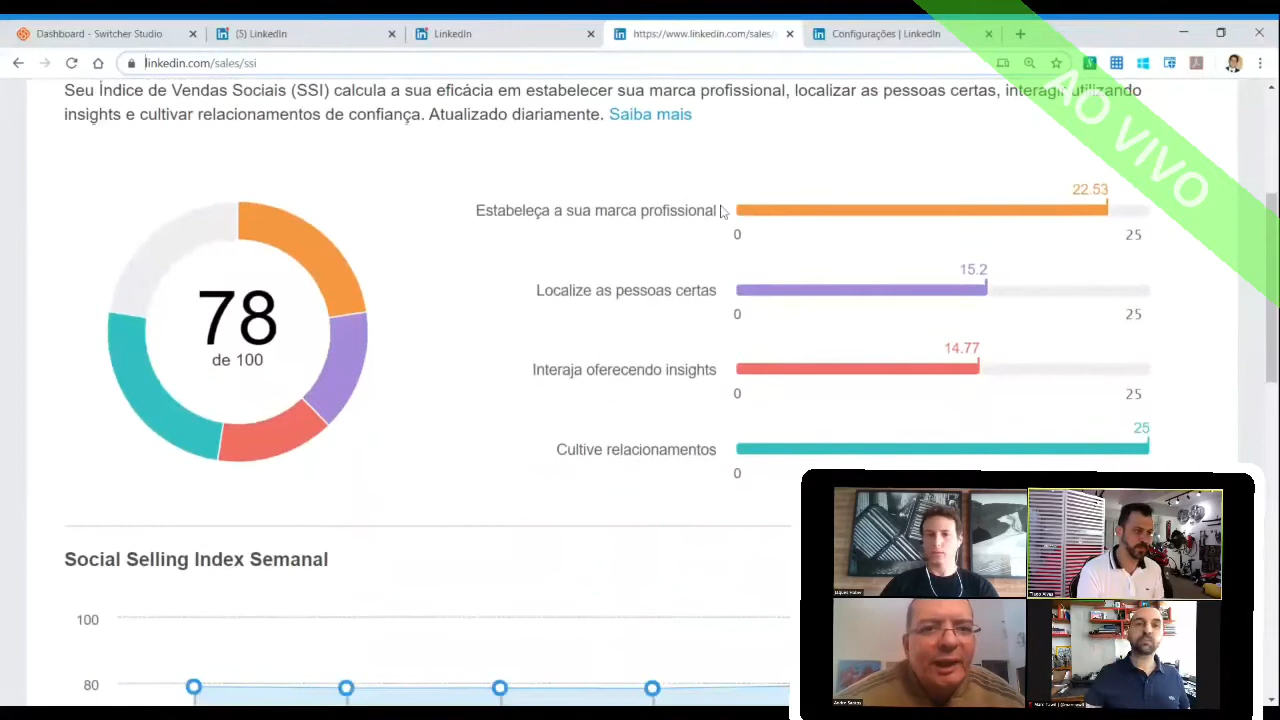 Dashboard - Switcher Studio
(5) LinkedIn
LinkedIn
https://www.linkedin.com/sales/
Configurações | LinkedIn
linkedin.com/sales/ssi
Seu Índice de Vendas Sociais (SSI) calcula a sua eficácia em estabelecer sua marca profissional, localizar as pessoas certas, interagir utilizando
insights e cultivar relacionamentos de confiança. Atualizado diariamente. Saiba mais
AO VIVO
78
de 100
Estabeleça a sua marca profissional
22.53
0
25
Localize as pessoas certas
15.2
0
25
Interaja oferecendo insights
14.77
0
25
Cultive relacionamentos
25
0
Social Selling Index Semanal
100
80
Tiago Alves
André Santos